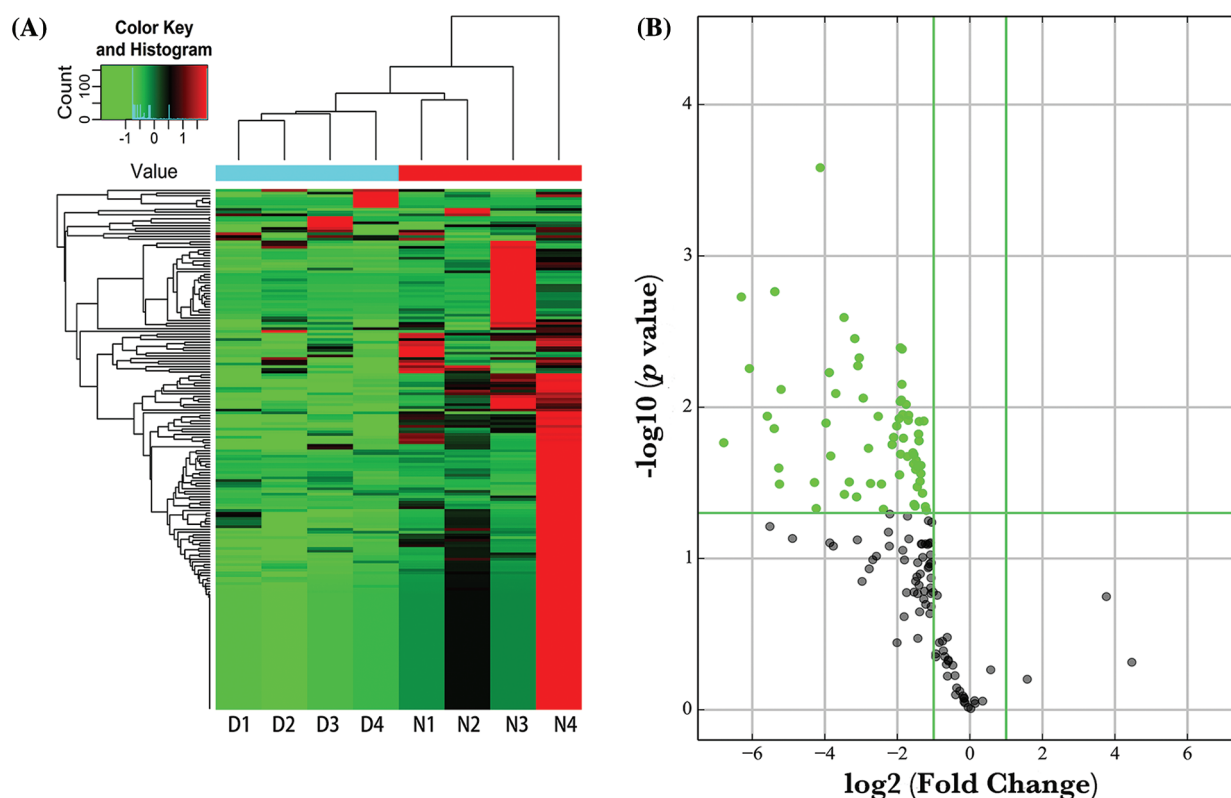 (A)
Color Key
and Histogram
Count
0 100
-1 0 1
Value
D1 D2 D3 D4 N1 N2 N3 N4
(B)
-log10 (p value)
4
3
2
1
0
−6 −4 −2 0 2 4 6
log2 (Fold Change)